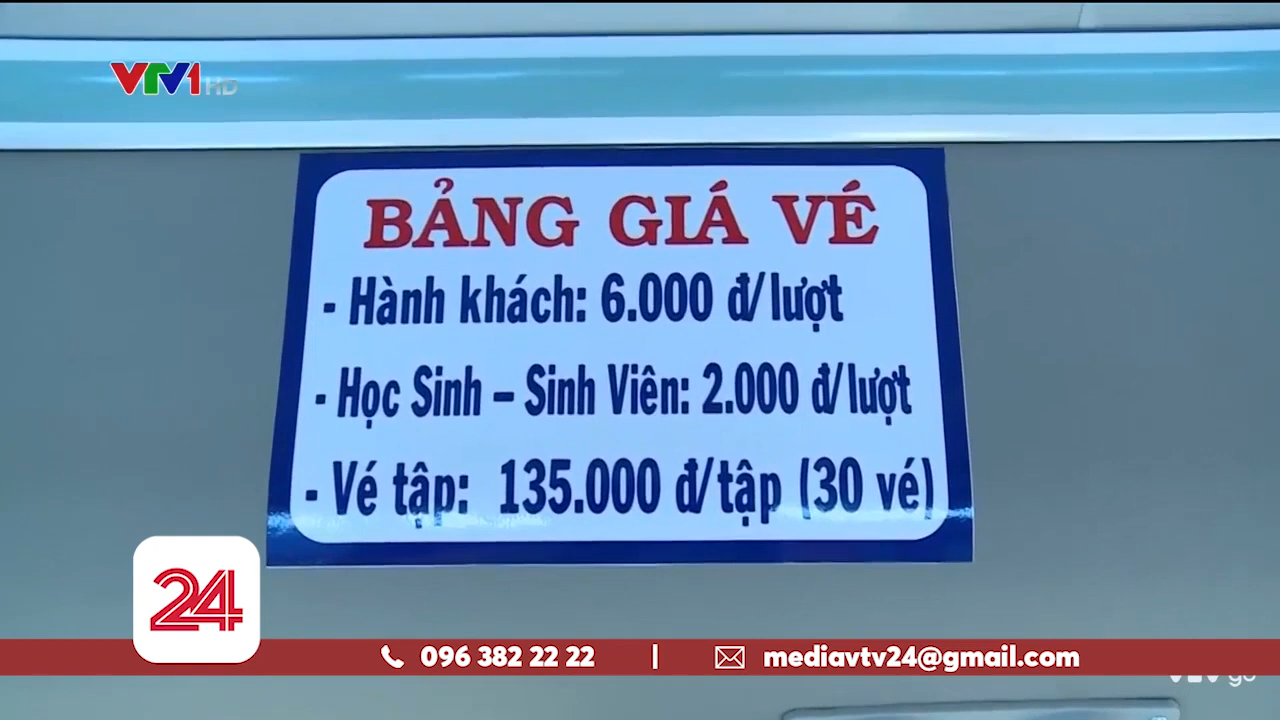 VTV1 HD
BẢNG GIÁ VÉ
- Hành khách: 6.000 đ/lượt
- Học Sinh – Sinh Viên: 2.000 đ/lượt
- Vé tập: 135.000 đ/tập (30 vé)
24
096 382 22 22 | mediavtv24@gmail.com